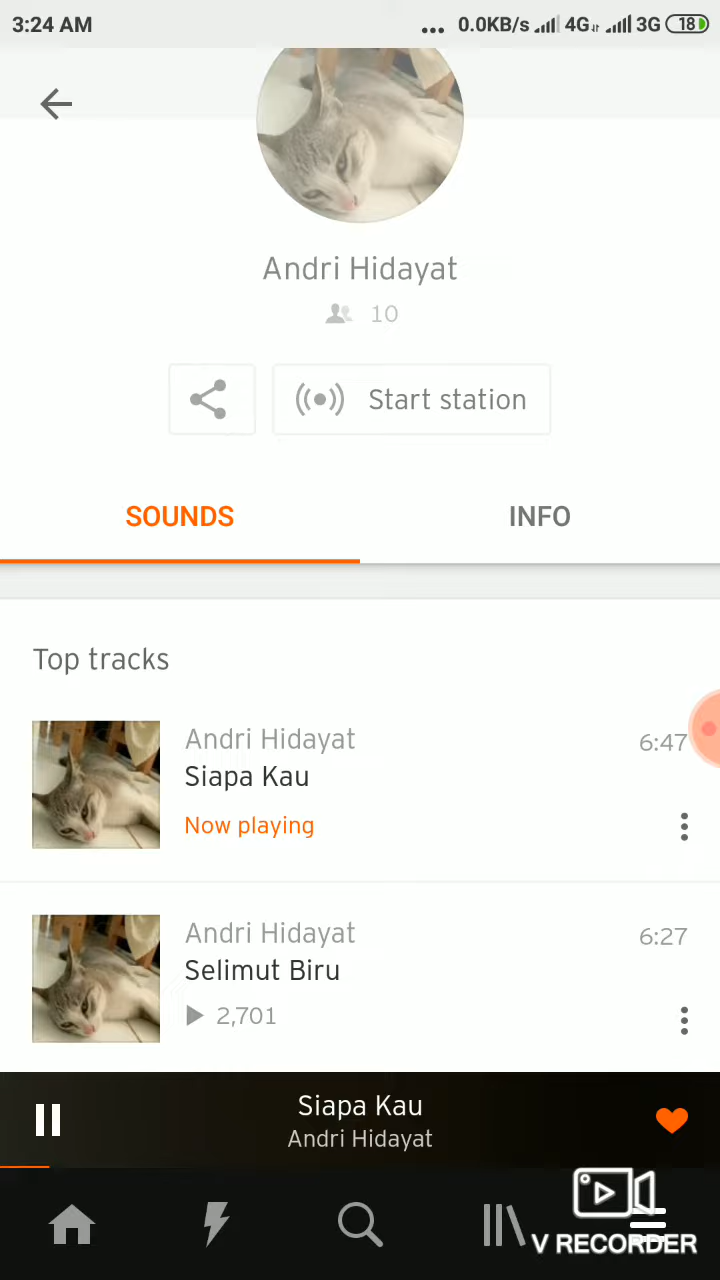 3:24 AM
... 0.0KB/s 4G 3G 18
Andri Hidayat
10
Start station
SOUNDS
INFO
Top tracks
Andri Hidayat
6:47
Siapa Kau
Now playing
Andri Hidayat
6:27
Selimut Biru
2,701
Siapa Kau
Andri Hidayat
V RECORDER